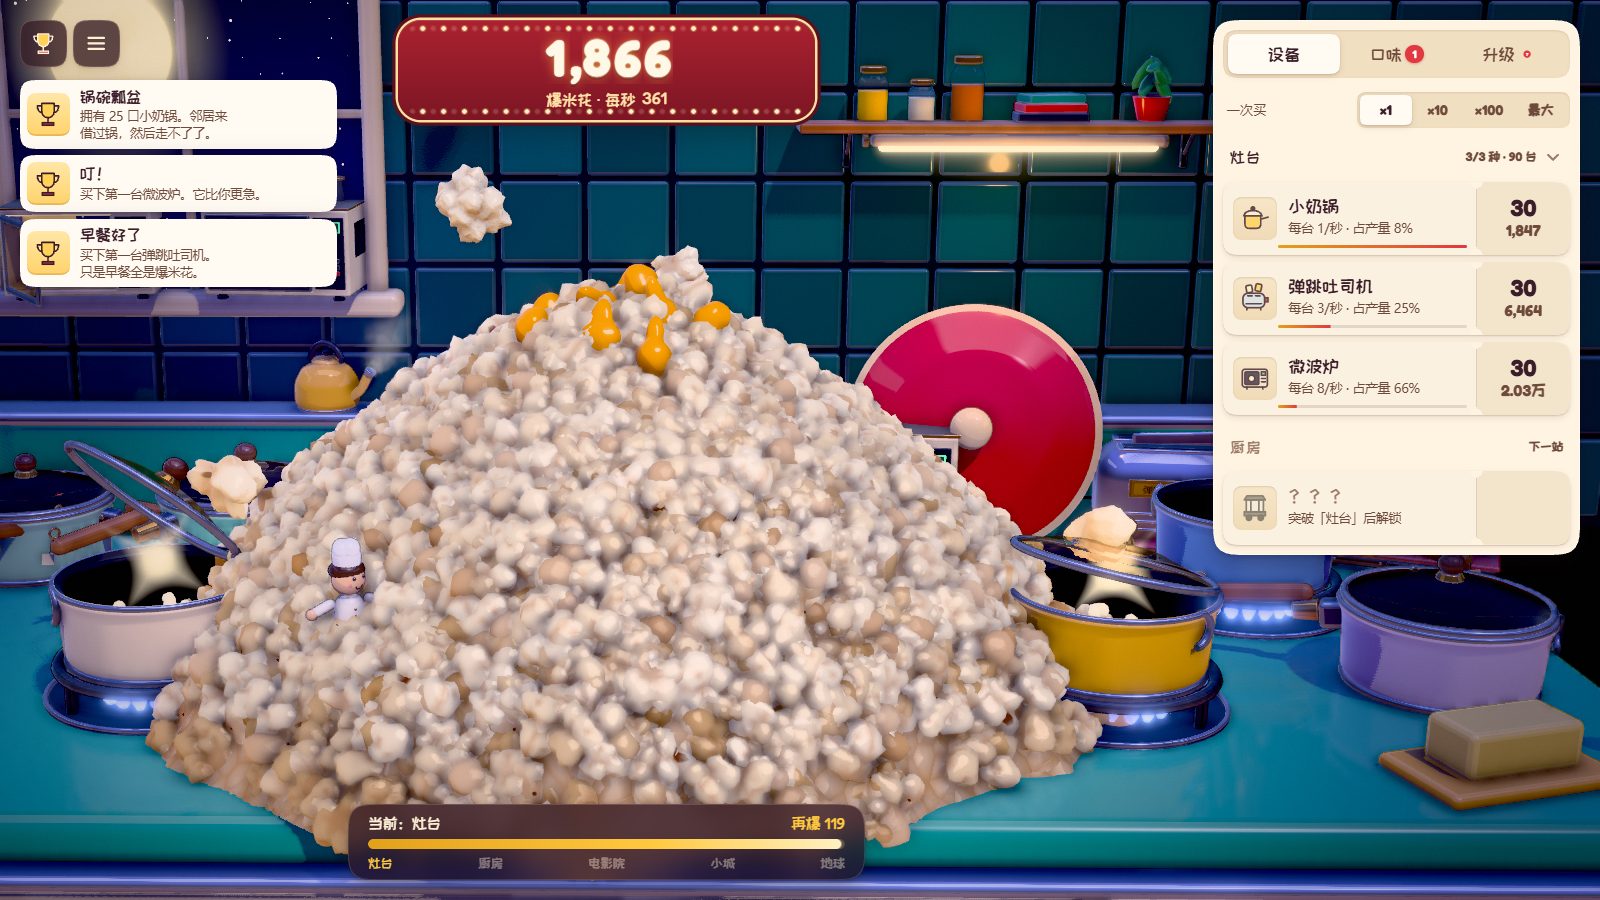 锅碗瓢盆
拥有 25 口小奶锅。邻居来
借过锅，然后走不了了。
叮！
买下第一台微波炉。它比你更急。
早餐好了
买下第一台弹跳吐司机。
只是早餐全是爆米花。
1,866
爆米花 · 每秒 361
设备
口味 1
升级
一次买
×1
×10
×100
最大
灶台
3/3 种 · 90 台
小奶锅
每台 1/秒 · 占产量 8%
30
1,847
弹跳吐司机
每台 3/秒 · 占产量 25%
30
6,464
微波炉
每台 8/秒 · 占产量 66%
30
2.03万
厨房
下一站
？ ？ ？
突破「灶台」后解锁
当前：灶台
再爆 119
灶台
厨房
电影院
小城
地球